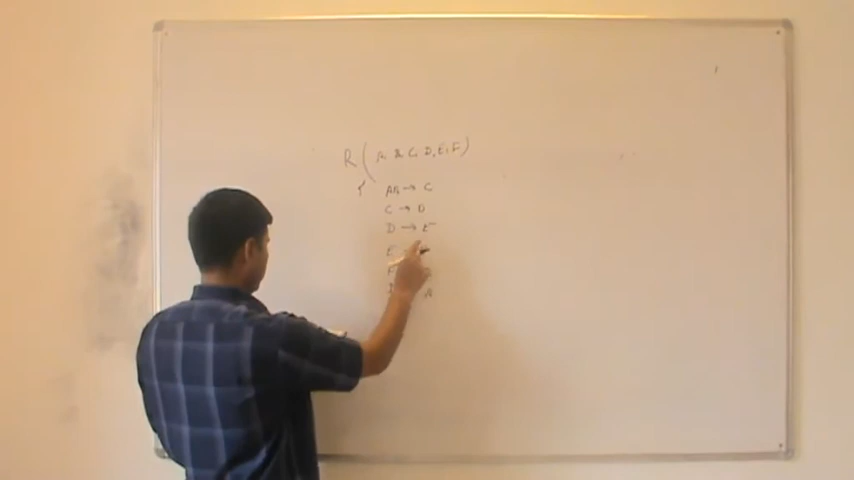 R ( A B C, D, E, F )
{ AB → C
C → D
D → E
E
F
A